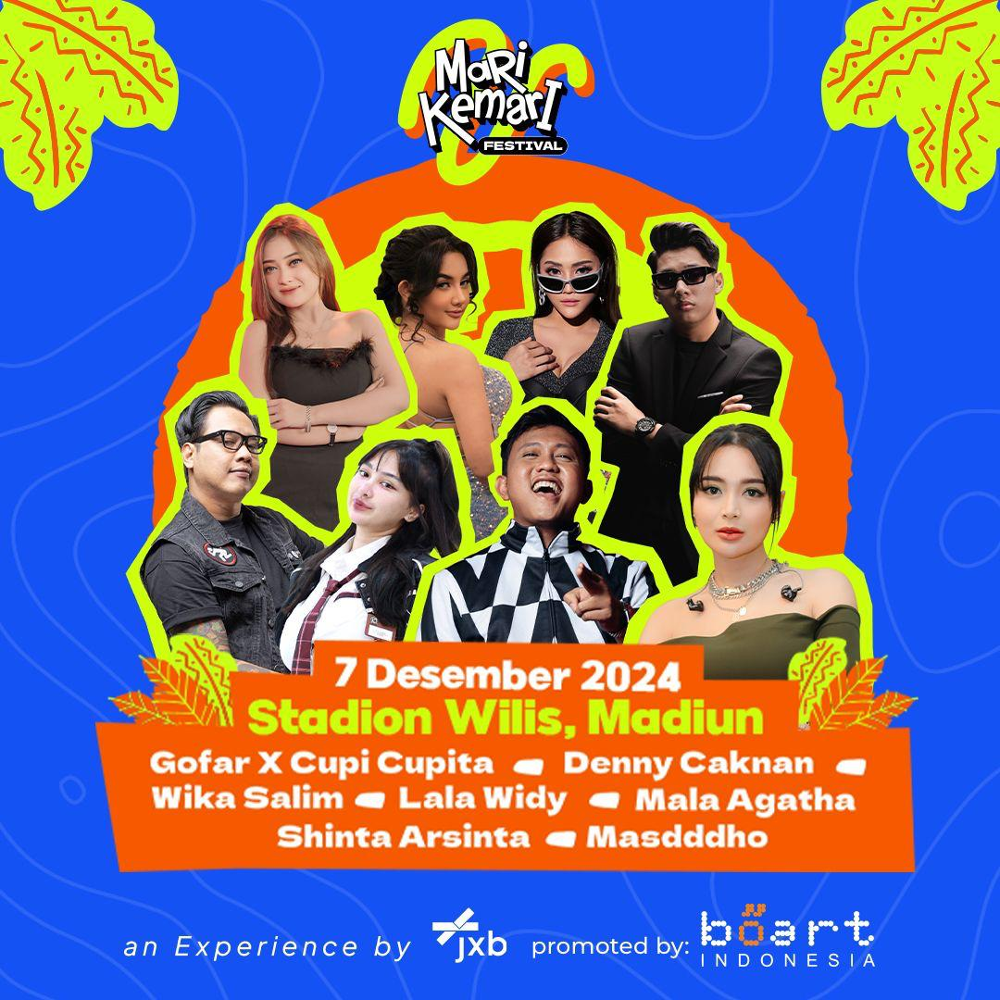 MaRi
KemarI
FESTIVAL
7 Desember 2024
Stadion Wilis, Madiun
Gofar X Cupi Cupita Denny Caknan
Wika Salim Lala Widy Mala Agatha
Shinta Arsinta Masdddho
an Experience by jxb promoted by: böart
INDONESIA